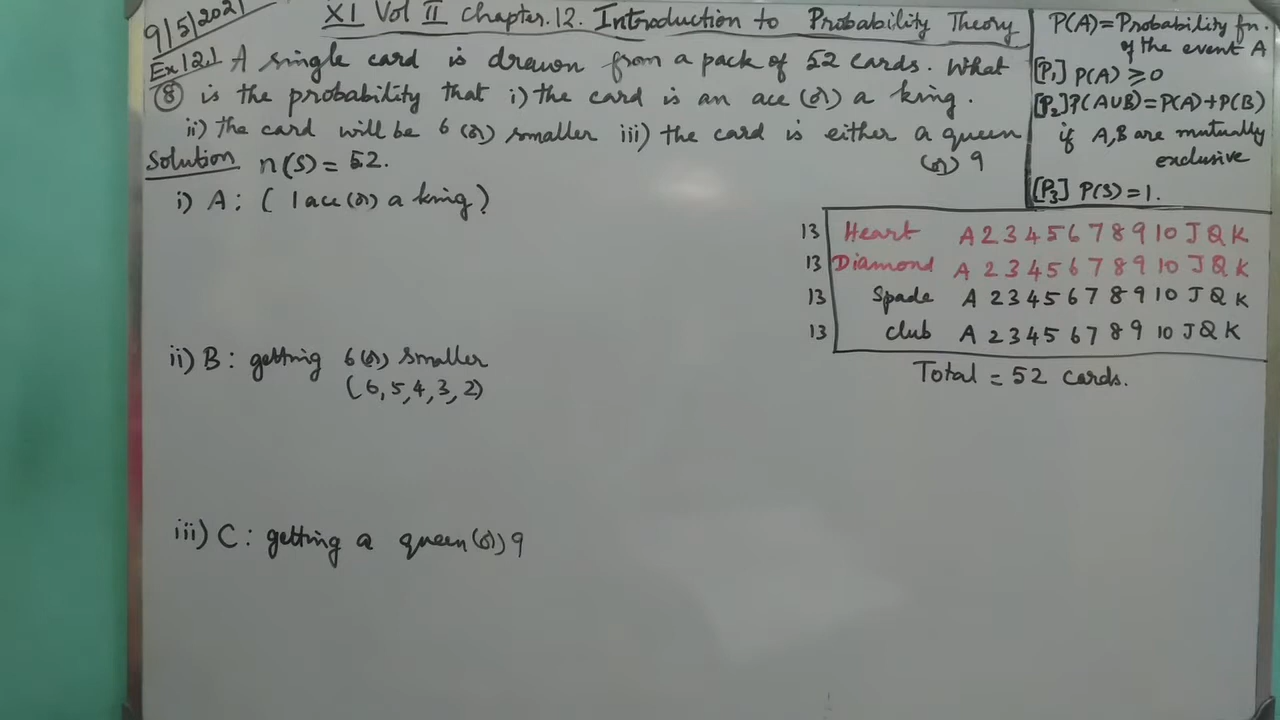 9/5/2021
XI Vol II Chapter.12. Introduction to Probability Theory
Ex 12.1 A single card is drawn from a pack of 52 cards. What
8 is the probability that i) the card is an ace (or) a king.
ii) the card will be 6 (or) smaller iii) the card is either a queen
(or) 9
Solution n(S) = 52.
i) A: (1 ace (or) a king)
ii) B: getting 6 (or) smaller
(6,5,4,3,2)
iii) C: getting a queen (or) 9
P(A) = Probability fn.
of the event A
[P1] P(A) ≥ 0
[P2] P(A∪B) = P(A) + P(B)
if A,B are mutually
exclusive
[P3] P(S) = 1.
13 Heart A 2 3 4 5 6 7 8 9 10 J Q K
13 Diamond A 2 3 4 5 6 7 8 9 10 J Q K
13 Spade A 2 3 4 5 6 7 8 9 10 J Q K
13 club A 2 3 4 5 6 7 8 9 10 J Q K
Total = 52 cards.